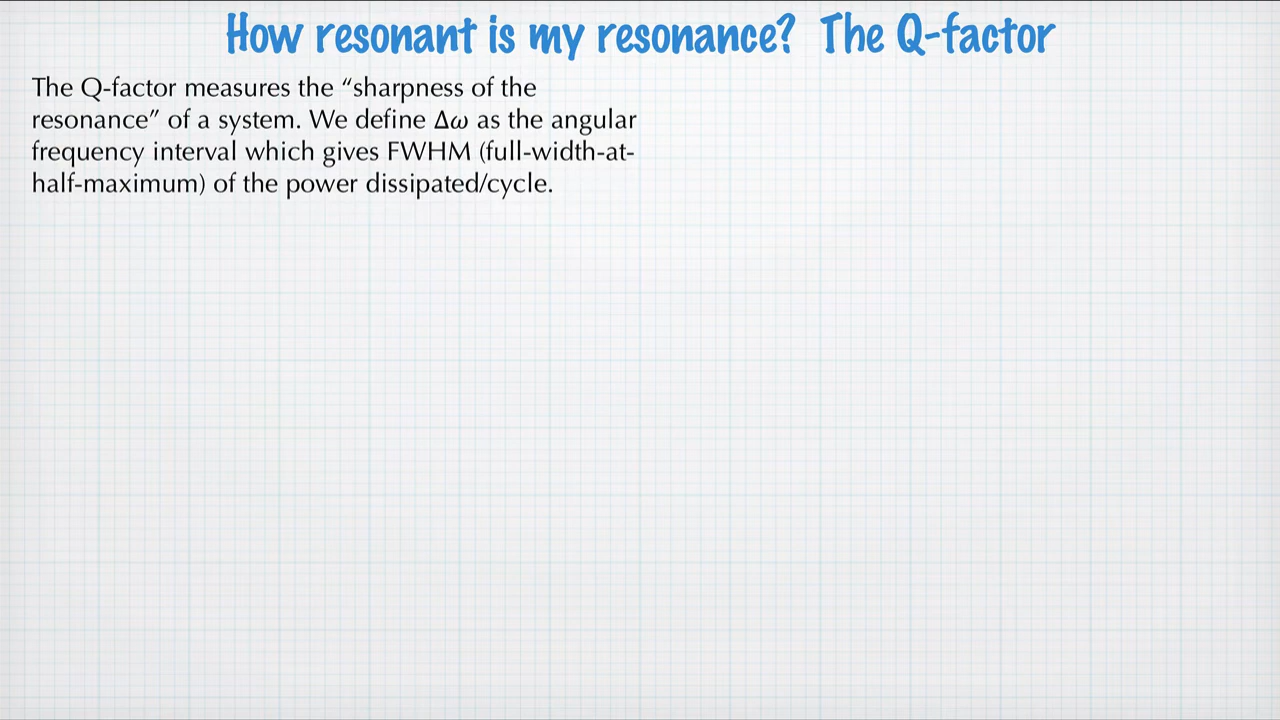 How resonant is my resonance? The Q-factor
The Q-factor measures the “sharpness of the
resonance” of a system. We define Δω as the angular
frequency interval which gives FWHM (full-width-at-
half-maximum) of the power dissipated/cycle.